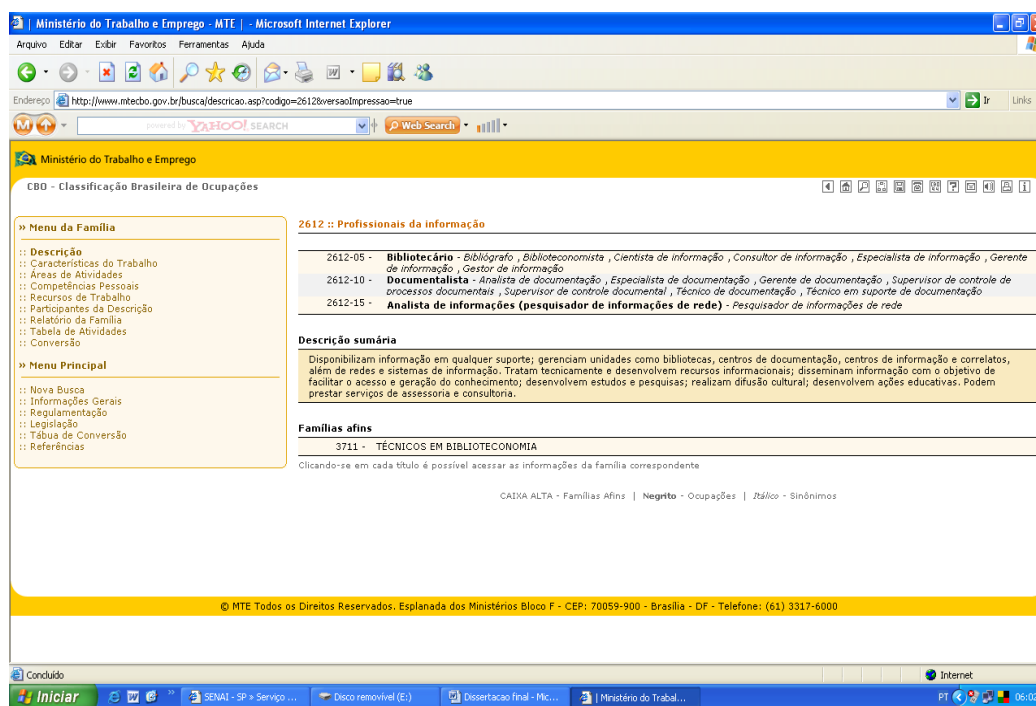 | Ministério do Trabalho e Emprego - MTE | - Microsoft Internet Explorer
Arquivo Editar Exibir Favoritos Ferramentas Ajuda
Endereço http://www.mtecbo.gov.br/busca/descricao.asp?codigo=2612&versaoImpressao=true Ir Links
powered by YAHOO! SEARCH Web Search
Ministério do Trabalho e Emprego
CBO - Classificação Brasileira de Ocupações
» Menu da Família
:: Descrição
:: Características do Trabalho
:: Áreas de Atividades
:: Competências Pessoais
:: Recursos de Trabalho
:: Participantes da Descrição
:: Relatório da Família
:: Tabela de Atividades
:: Conversão
» Menu Principal
:: Nova Busca
:: Informações Gerais
:: Regulamentação
:: Legislação
:: Tábua de Conversão
:: Referências
2612 :: Profissionais da informação
2612-05 - Bibliotecário - Bibliógrafo , Biblioteconomista , Cientista de informação , Consultor de informação , Especialista de informação , Gerente
de informação , Gestor de informação
2612-10 - Documentalista - Analista de documentação , Especialista de documentação , Gerente de documentação , Supervisor de controle de
processos documentais , Supervisor de controle documental , Técnico de documentação , Técnico em suporte de documentação
2612-15 - Analista de informações (pesquisador de informações de rede) - Pesquisador de informações de rede
Descrição sumária
Disponibilizam informação em qualquer suporte; gerenciam unidades como bibliotecas, centros de documentação, centros de informação e correlatos,
além de redes e sistemas de informação. Tratam tecnicamente e desenvolvem recursos informacionais; disseminam informação com o objetivo de
facilitar o acesso e geração do conhecimento; desenvolvem estudos e pesquisas; realizam difusão cultural; desenvolvem ações educativas. Podem
prestar serviços de assessoria e consultoria.
Famílias afins
3711 - TÉCNICOS EM BIBLIOTECONOMIA
Clicando-se em cada título é possível acessar as informações da família correspondente
CAIXA ALTA - Famílias Afins | Negrito - Ocupações | Itálico - Sinônimos
© MTE Todos os Direitos Reservados. Esplanada dos Ministérios Bloco F - CEP: 70059-900 - Brasília - DF - Telefone: (61) 3317-6000
Concluído Internet
Iniciar SENAI - SP » Serviço ... Disco removível (E:) Dissertacao final - Mic... | Ministério do Trabal... PT 06:02